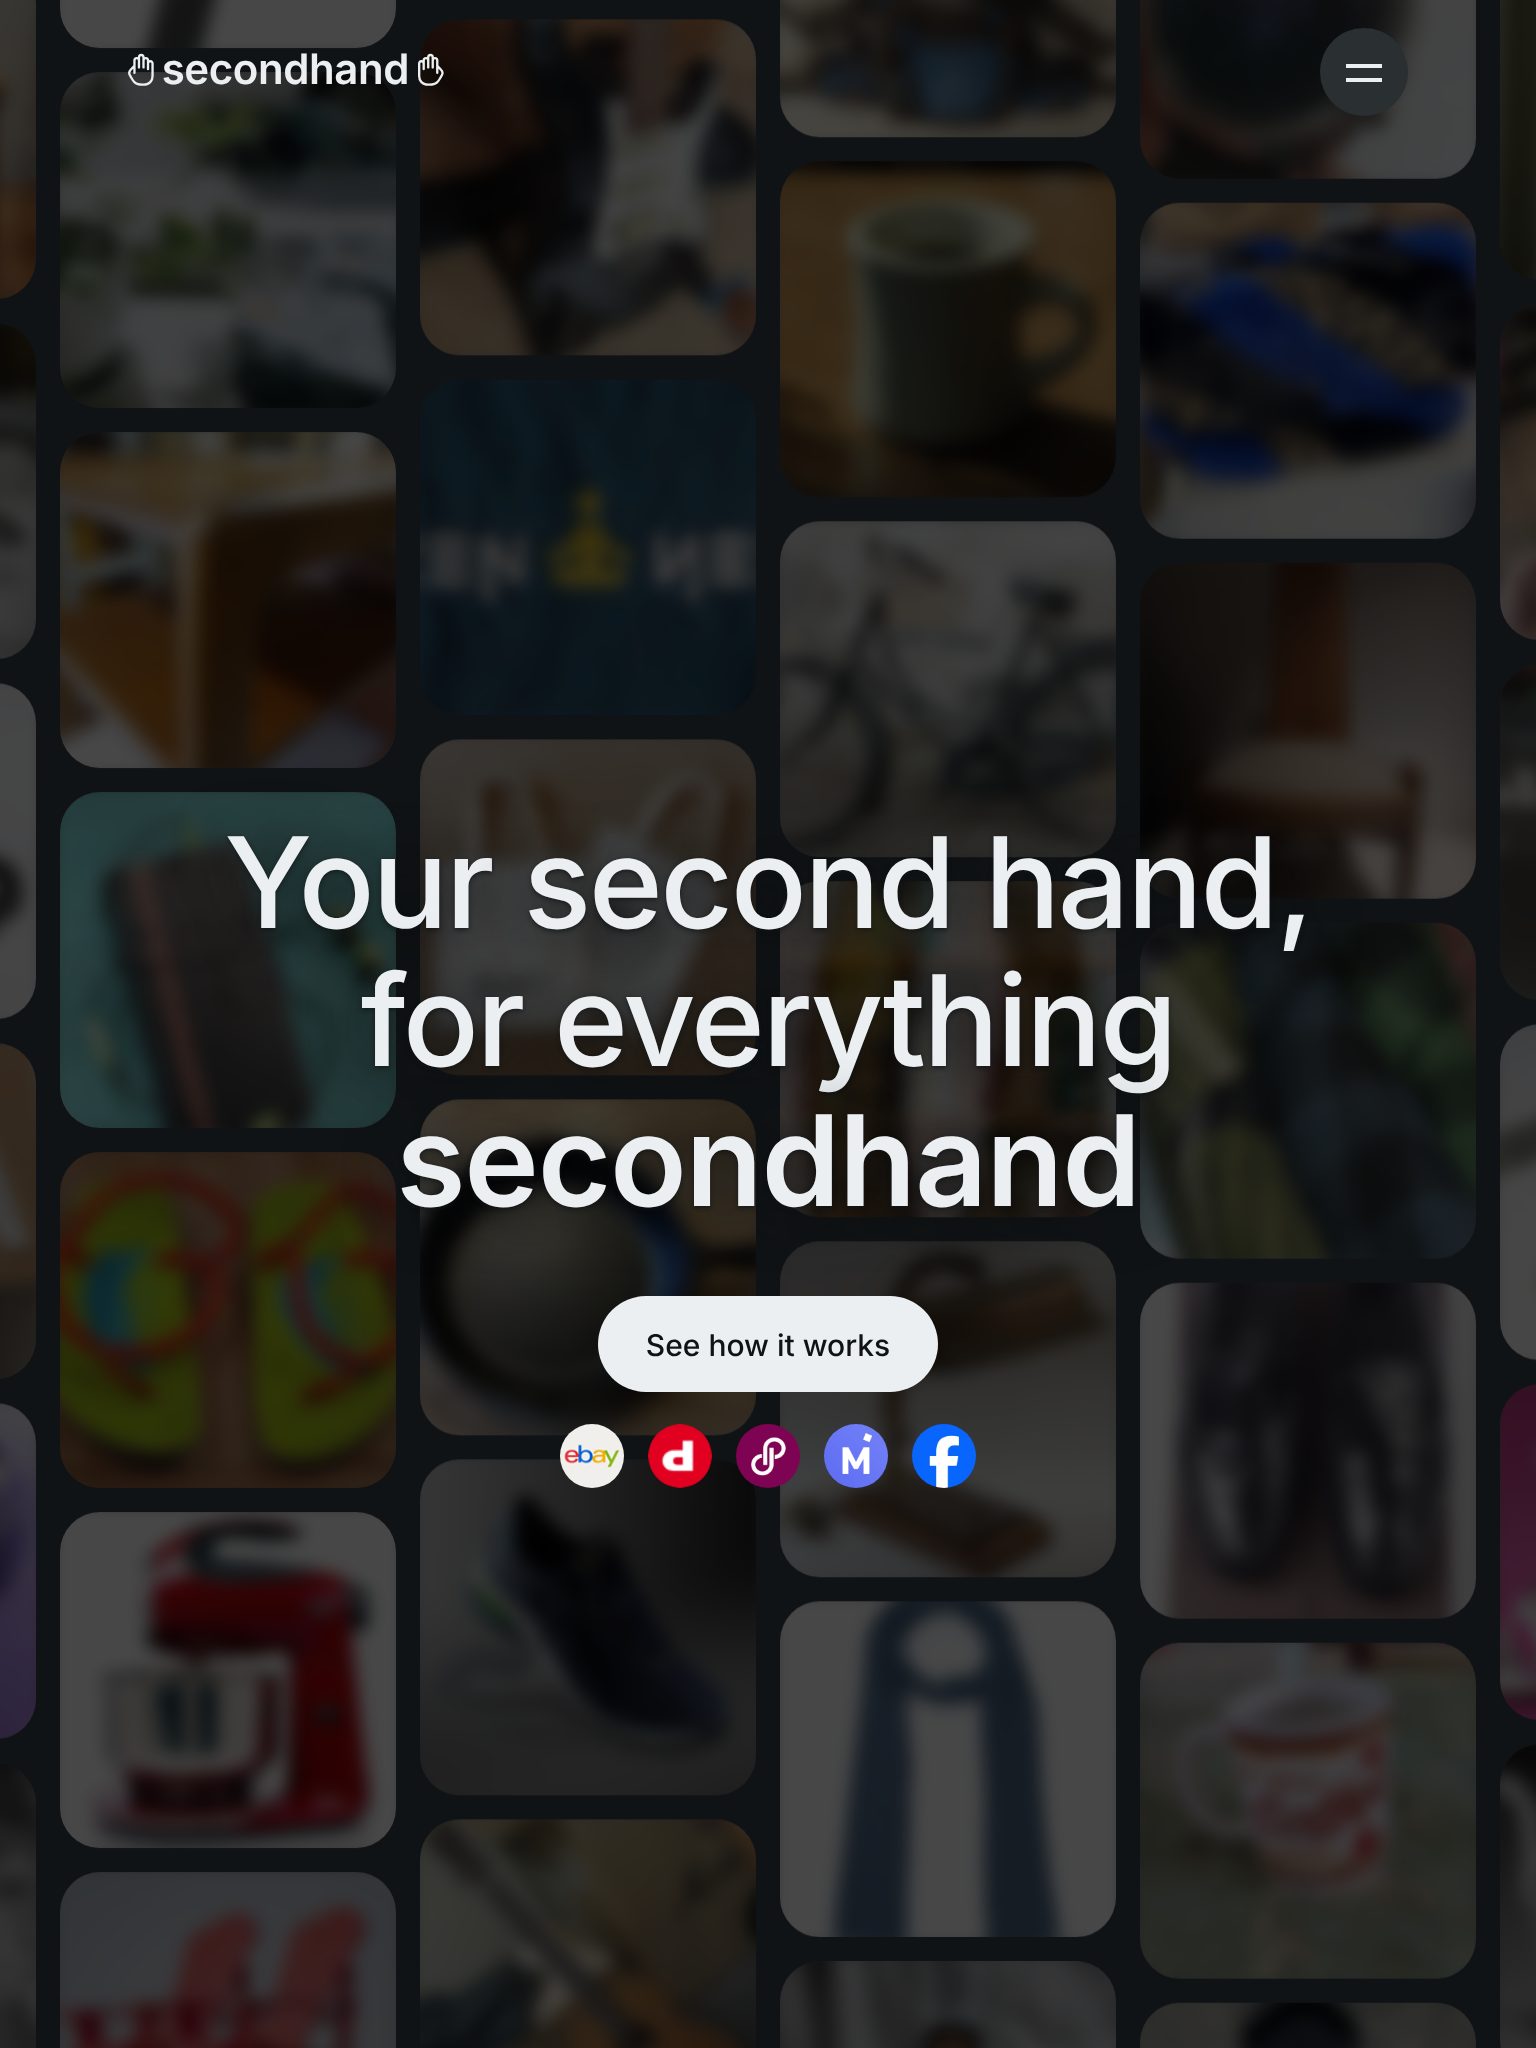 secondhand
Your second hand,
for everything
secondhand
See how it works
ebay
d
M
f